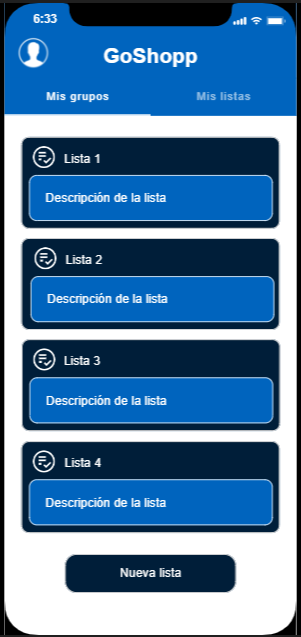 6:33
GoShopp
Mis grupos
Mis listas
Lista 1
Descripción de la lista
Lista 2
Descripción de la lista
Lista 3
Descripción de la lista
Lista 4
Descripción de la lista
Nueva lista